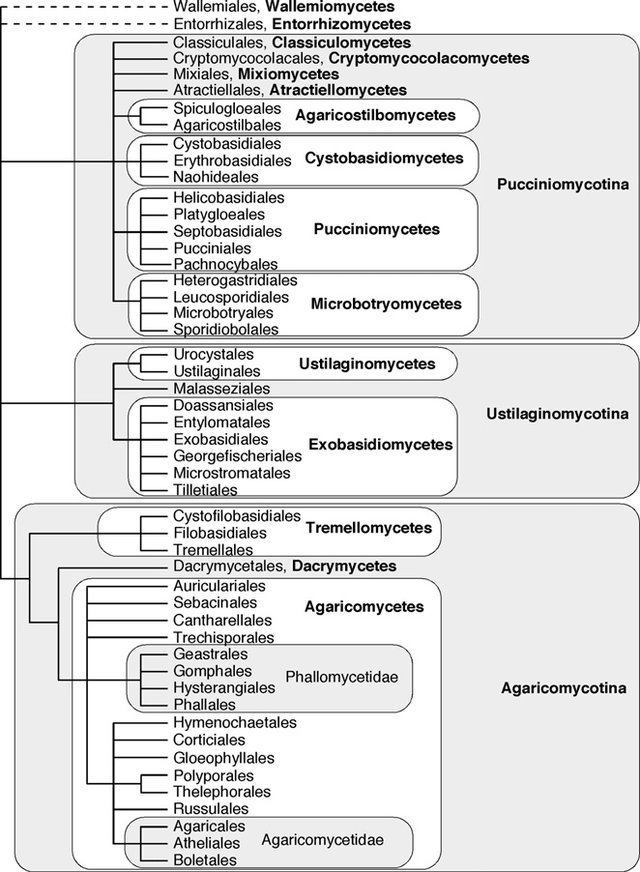 Wallemiales, Wallemiomycetes
Entorrhizales, Entorrhizomycetes
Classiculales, Classiculomycetes
Cryptomycocolacales, Cryptomycocolacomycetes
Mixiales, Mixiomycetes
Atractiellales, Atractiellomycetes
Spiculogloeales
Agaricostilbales
Agaricostilbomycetes
Cystobasidiales
Erythrobasidiales
Naohideales
Cystobasidiomycetes
Pucciniomycotina
Helicobasidiales
Platygloeales
Septobasidiales
Pucciniales
Pachnocybales
Pucciniomycetes
Heterogastridiales
Leucosporidiales
Microbotryales
Sporidiobolales
Microbotryomycetes
Urocystales
Ustilaginales
Ustilaginomycetes
Malasseziales
Ustilaginomycotina
Doassansiales
Entylomatales
Exobasidiales
Georgefischeriales
Microstromatales
Tilletiales
Exobasidiomycetes
Cystofilobasidiales
Filobasidiales
Tremellales
Tremellomycetes
Dacrymycetales, Dacrymycetes
Auriculariales
Sebacinales
Cantharellales
Trechisporales
Agaricomycetes
Geastrales
Gomphales
Hysterangiales
Phallales
Phallomycetidae
Agaricomycotina
Hymenochaetales
Corticiales
Gloeophyllales
Polyporales
Thelephorales
Russulales
Agaricales
Atheliales
Boletales
Agaricomycetidae